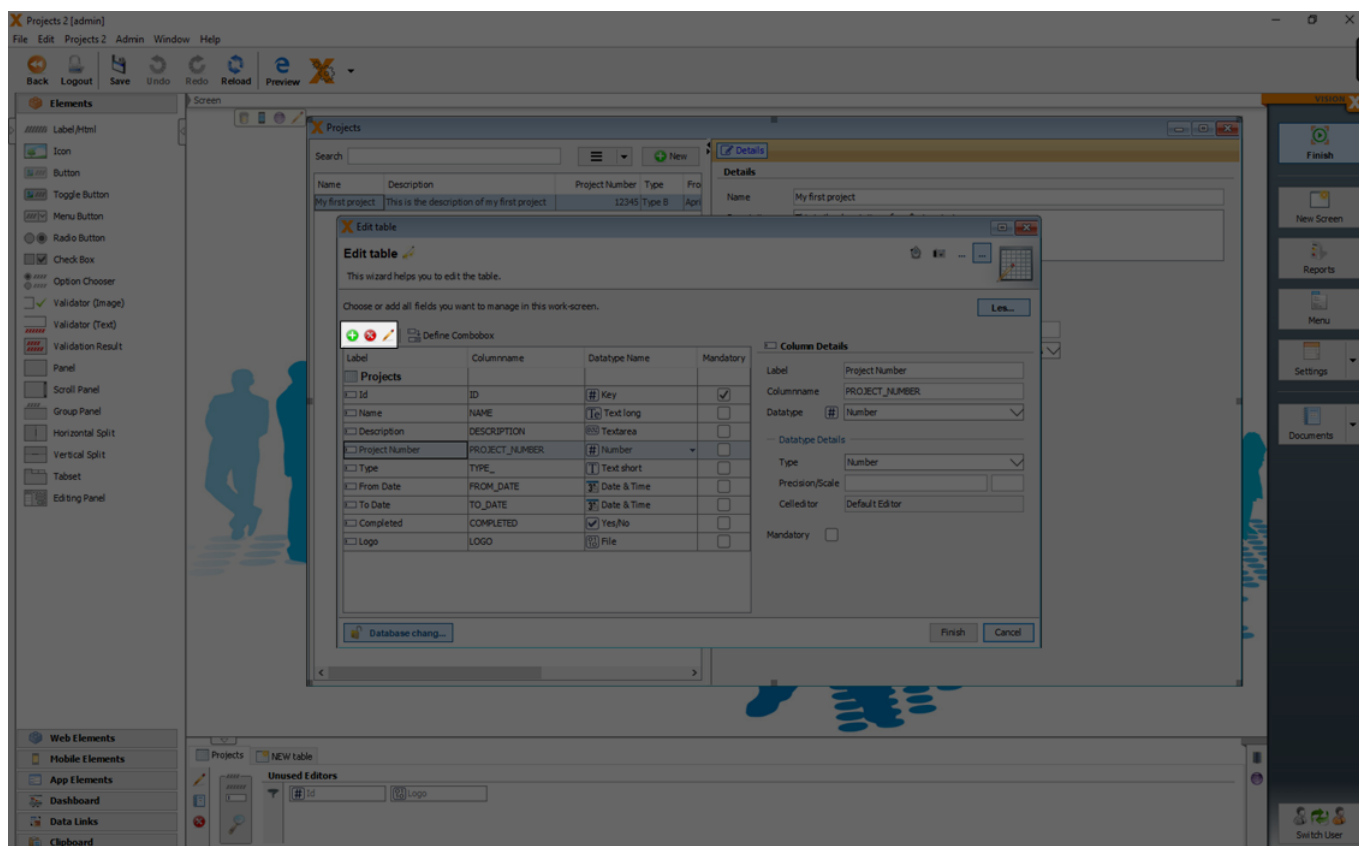 Projects 2 [admin]
File Edit Projects 2 Admin Window Help
Back Logout Save Undo Redo Reload Preview
Elements
Label/Html
Icon
Button
Toggle Button
Menu Button
Radio Button
Check Box
Option Chooser
Validator (Image)
Validator (Text)
Validation Result
Panel
Scroll Panel
Group Panel
Horizontal Split
Vertical Split
Tabset
Editing Panel
Web Elements
Mobile Elements
App Elements
Dashboard
Data Links
Clipboard
Screen
Projects
Search
New
Name Description Project Number Type Fro
My first project This is the description of my first project 12345 Type B Apri
Details
Details
Name My first project
Edit table
Edit table
This wizard helps you to edit the table.
Choose or add all fields you want to manage in this work-screen.
Les...
Define Combobox
Label Columnname Datatype Name Mandatory
Projects
Id ID # Key
Name NAME Te Text long
Description DESCRIPTION Textarea
Project Number PROJECT_NUMBER # Number
Type TYPE_ T Text short
From Date FROM_DATE Date & Time
To Date TO_DATE Date & Time
Completed COMPLETED Yes/No
Logo LOGO File
Column Details
Label Project Number
Columnname PROJECT_NUMBER
Datatype # Number
Datatype Details
Type Number
Precision/Scale
Celleditor Default Editor
Mandatory
Database chang...
Finish Cancel
Projects NEW table
Unused Editors
# Id Logo
VISION X
Finish
New Screen
Reports
Menu
Settings
Documents
Switch User